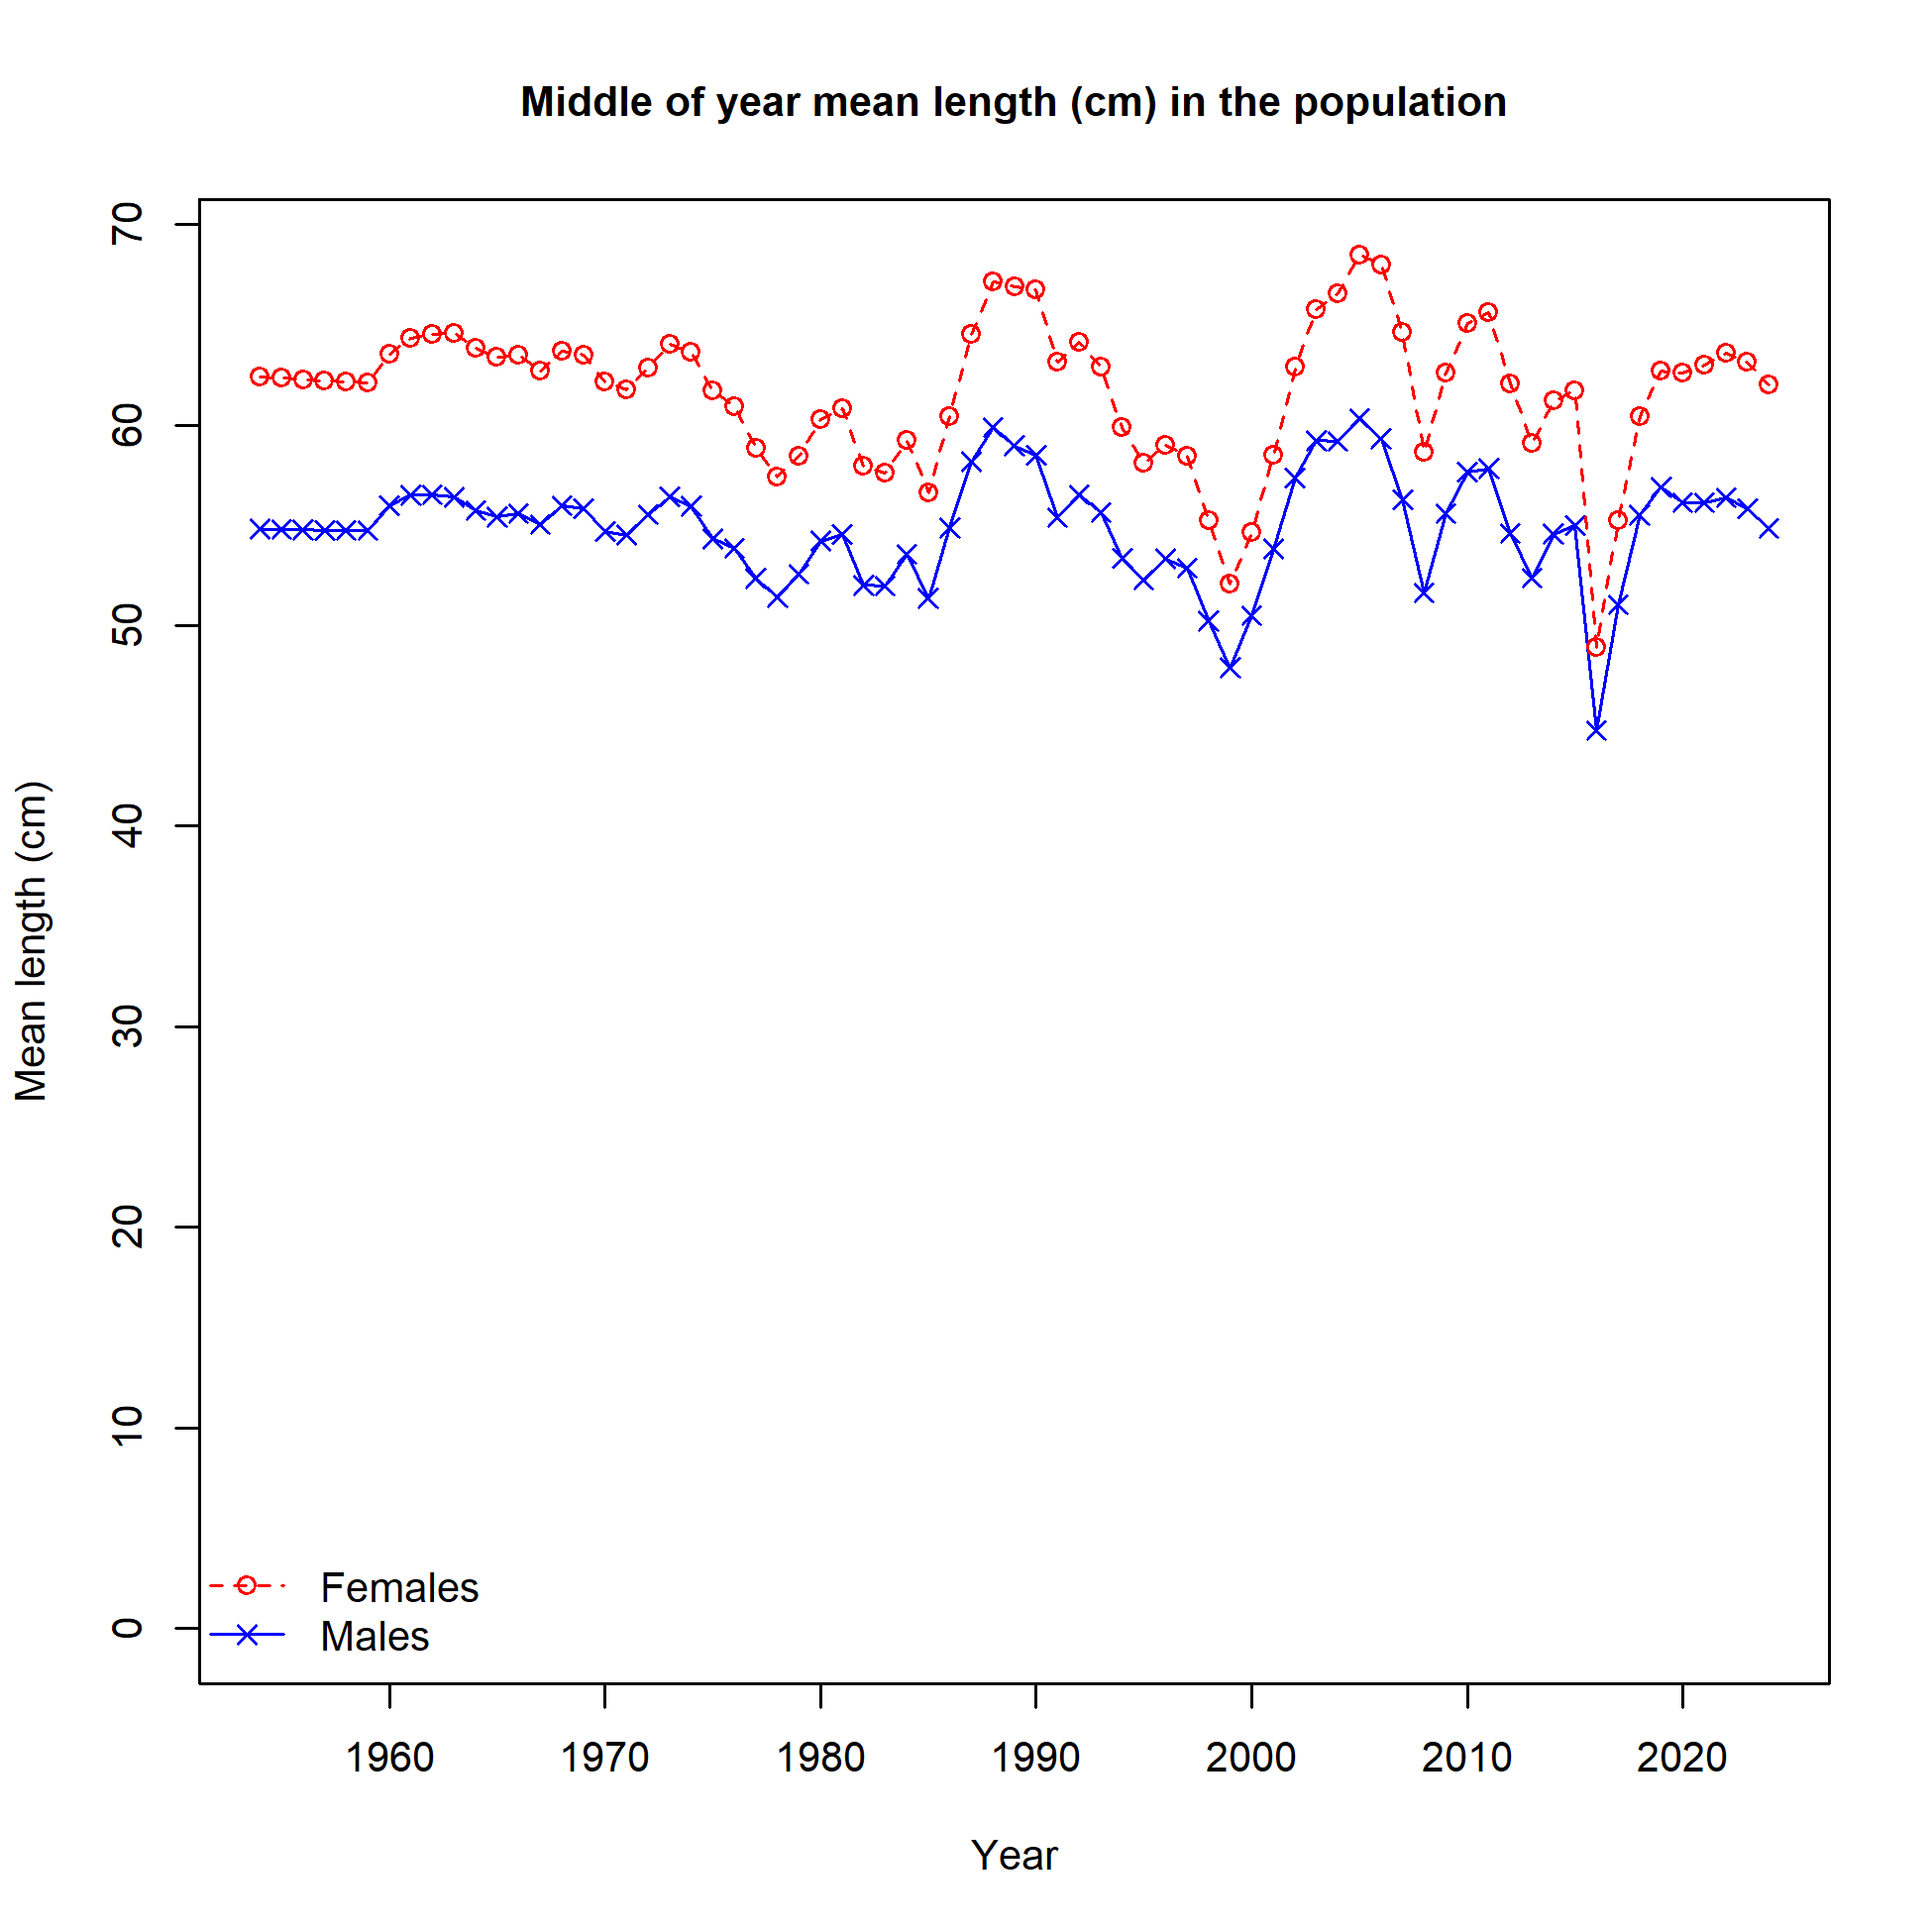 Middle of year mean length (cm) in the population
70
60
50
40
30
20
10
0
Mean length (cm)
Females
Males
1960 1970 1980 1990 2000 2010 2020
Year